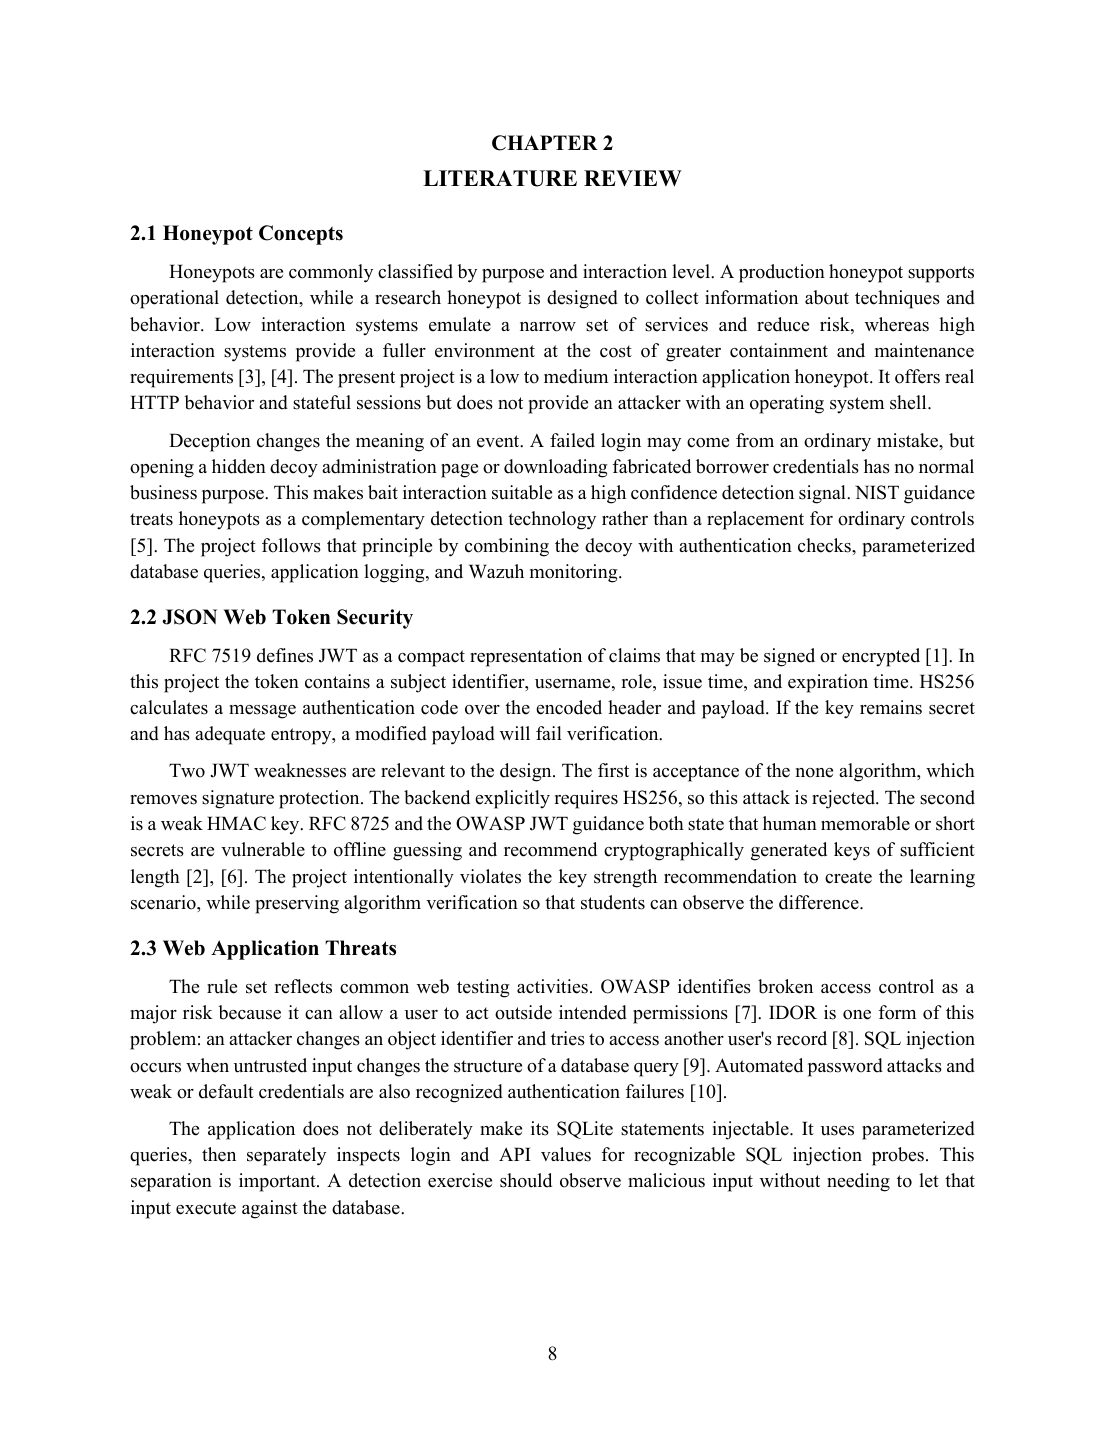 CHAPTER 2
LITERATURE REVIEW
2.1 Honeypot Concepts
Honeypots are commonly classified by purpose and interaction level. A production honeypot supports
operational detection, while a research honeypot is designed to collect information about techniques and
behavior. Low interaction systems emulate a narrow set of services and reduce risk, whereas high
interaction systems provide a fuller environment at the cost of greater containment and maintenance
requirements [3], [4]. The present project is a low to medium interaction application honeypot. It offers real
HTTP behavior and stateful sessions but does not provide an attacker with an operating system shell.
Deception changes the meaning of an event. A failed login may come from an ordinary mistake, but
opening a hidden decoy administration page or downloading fabricated borrower credentials has no normal
business purpose. This makes bait interaction suitable as a high confidence detection signal. NIST guidance
treats honeypots as a complementary detection technology rather than a replacement for ordinary controls
[5]. The project follows that principle by combining the decoy with authentication checks, parameterized
database queries, application logging, and Wazuh monitoring.
2.2 JSON Web Token Security
RFC 7519 defines JWT as a compact representation of claims that may be signed or encrypted [1]. In
this project the token contains a subject identifier, username, role, issue time, and expiration time. HS256
calculates a message authentication code over the encoded header and payload. If the key remains secret
and has adequate entropy, a modified payload will fail verification.
Two JWT weaknesses are relevant to the design. The first is acceptance of the none algorithm, which
removes signature protection. The backend explicitly requires HS256, so this attack is rejected. The second
is a weak HMAC key. RFC 8725 and the OWASP JWT guidance both state that human memorable or short
secrets are vulnerable to offline guessing and recommend cryptographically generated keys of sufficient
length [2], [6]. The project intentionally violates the key strength recommendation to create the learning
scenario, while preserving algorithm verification so that students can observe the difference.
2.3 Web Application Threats
The rule set reflects common web testing activities. OWASP identifies broken access control as a
major risk because it can allow a user to act outside intended permissions [7]. IDOR is one form of this
problem: an attacker changes an object identifier and tries to access another user's record [8]. SQL injection
occurs when untrusted input changes the structure of a database query [9]. Automated password attacks and
weak or default credentials are also recognized authentication failures [10].
The application does not deliberately make its SQLite statements injectable. It uses parameterized
queries, then separately inspects login and API values for recognizable SQL injection probes. This
separation is important. A detection exercise should observe malicious input without needing to let that
input execute against the database.
8